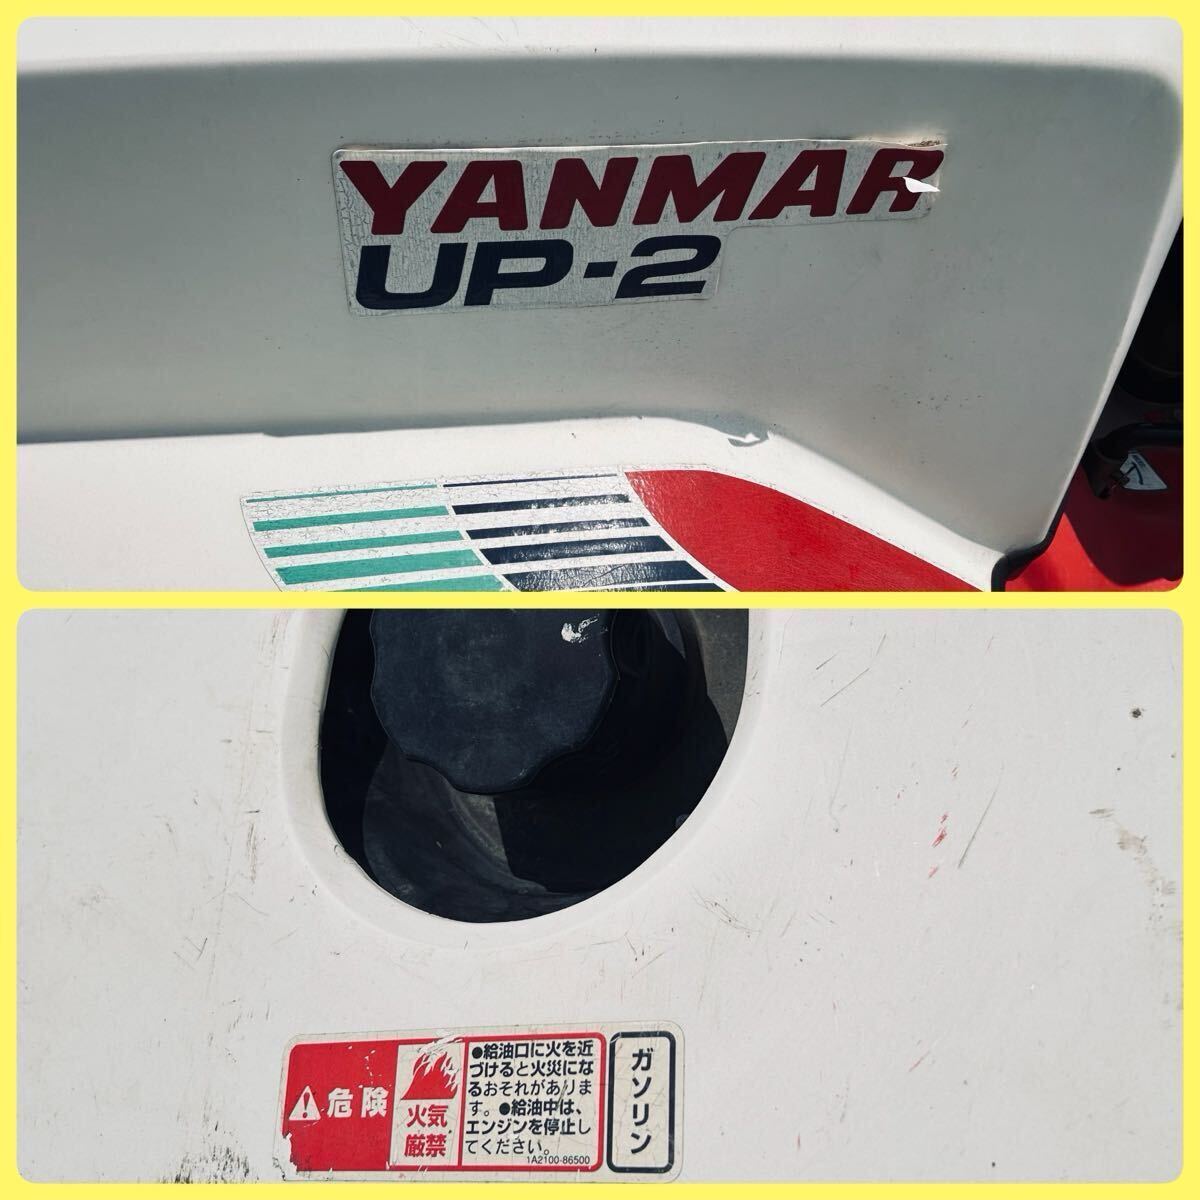 YANMAR
UP-2
危険
火気
厳禁
●給油口に火を近
づけると火災にな
るおそれがありま
す。●給油中は、
エンジンを停止し
てください。
1A2100-86500
ガソリン